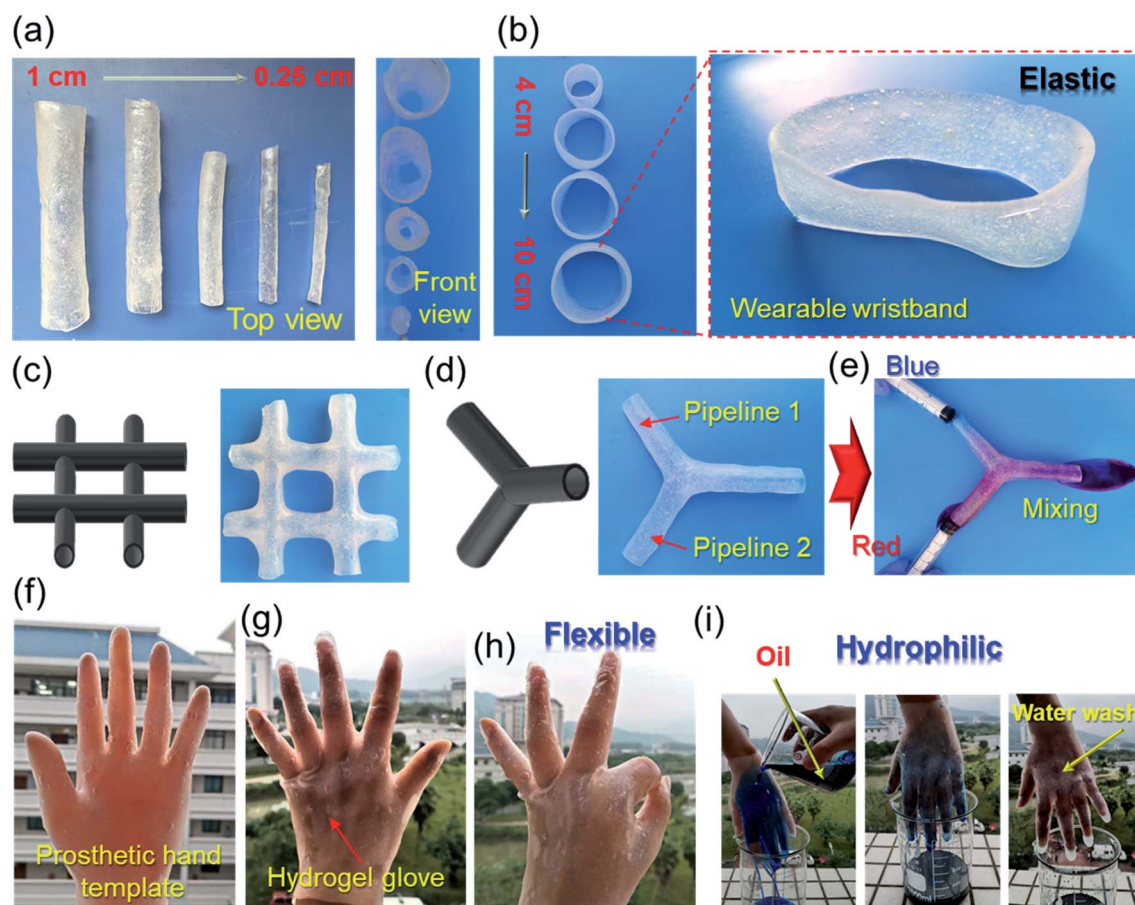 (a)
1 cm
0.25 cm
Top view
Front
view
(b)
4 cm
10 cm
Elastic
Wearable wristband
(c)
(d)
Pipeline 1
Pipeline 2
(e)
Blue
Red
Mixing
(f)
Prosthetic hand
template
(g)
Hydrogel glove
(h)
Flexible
(i)
Oil
Hydrophilic
Water wash